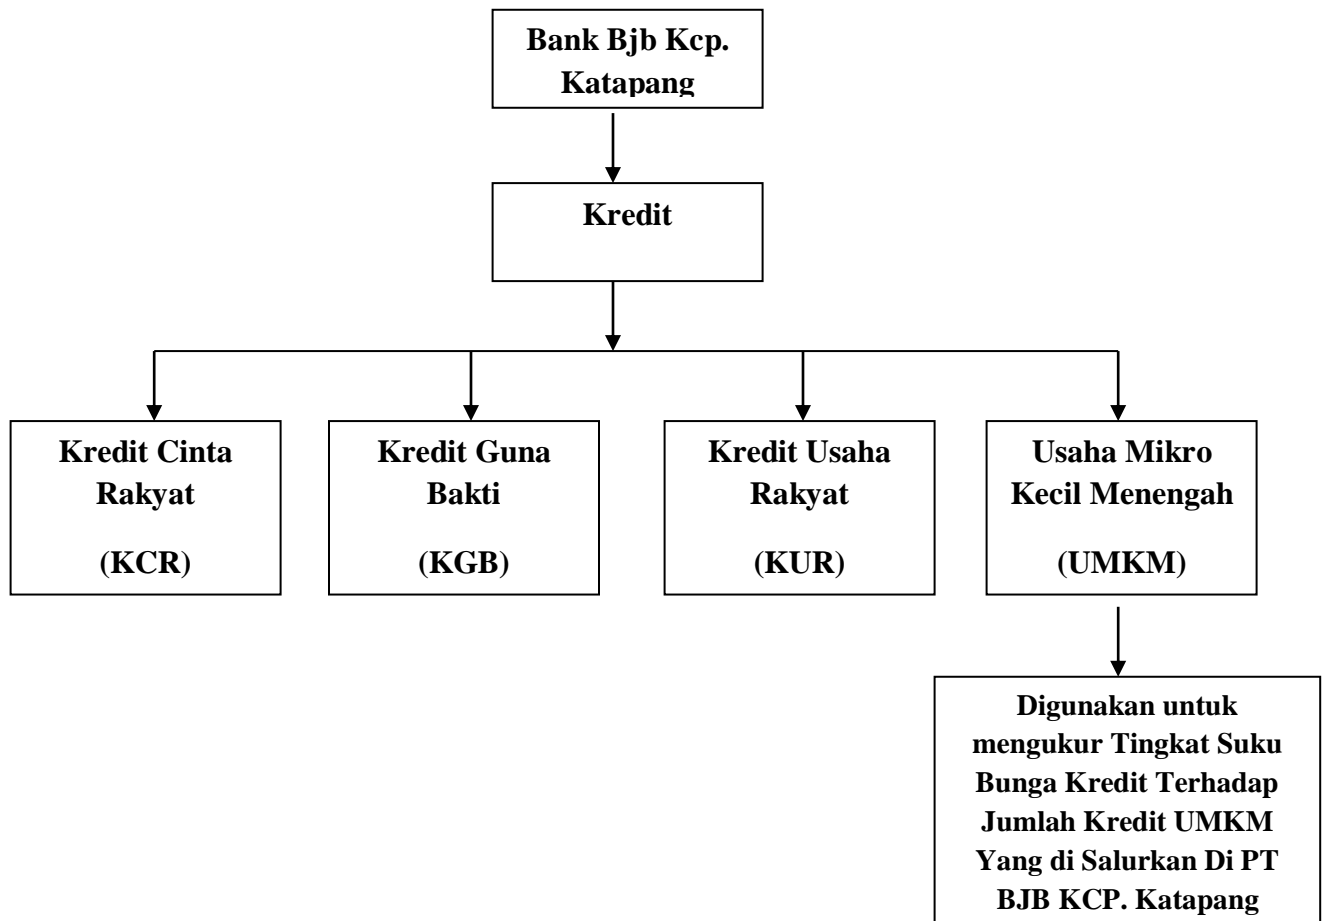 Bank Bjb Kcp.
Katapang
Kredit
Kredit Cinta
Rakyat
(KCR)
Kredit Guna
Bakti
(KGB)
Kredit Usaha
Rakyat
(KUR)
Usaha Mikro
Kecil Menengah
(UMKM)
Digunakan untuk
mengukur Tingkat Suku
Bunga Kredit Terhadap
Jumlah Kredit UMKM
Yang di Salurkan Di PT
BJB KCP. Katapang